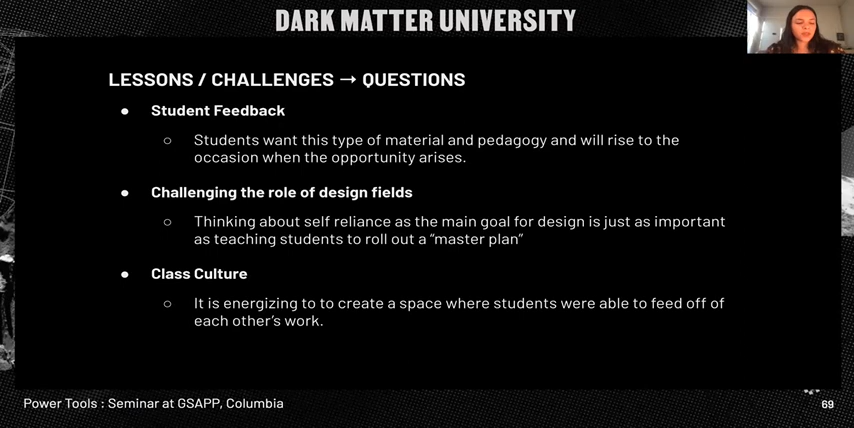 DARK MATTER UNIVERSITY
LESSONS / CHALLENGES → QUESTIONS
● Student Feedback
○ Students want this type of material and pedagogy and will rise to the
occasion when the opportunity arises.
● Challenging the role of design fields
○ Thinking about self reliance as the main goal for design is just as important
as teaching students to roll out a “master plan”
● Class Culture
○ It is energizing to to create a space where students were able to feed off of
each other’s work.
Power Tools : Seminar at GSAPP, Columbia
69